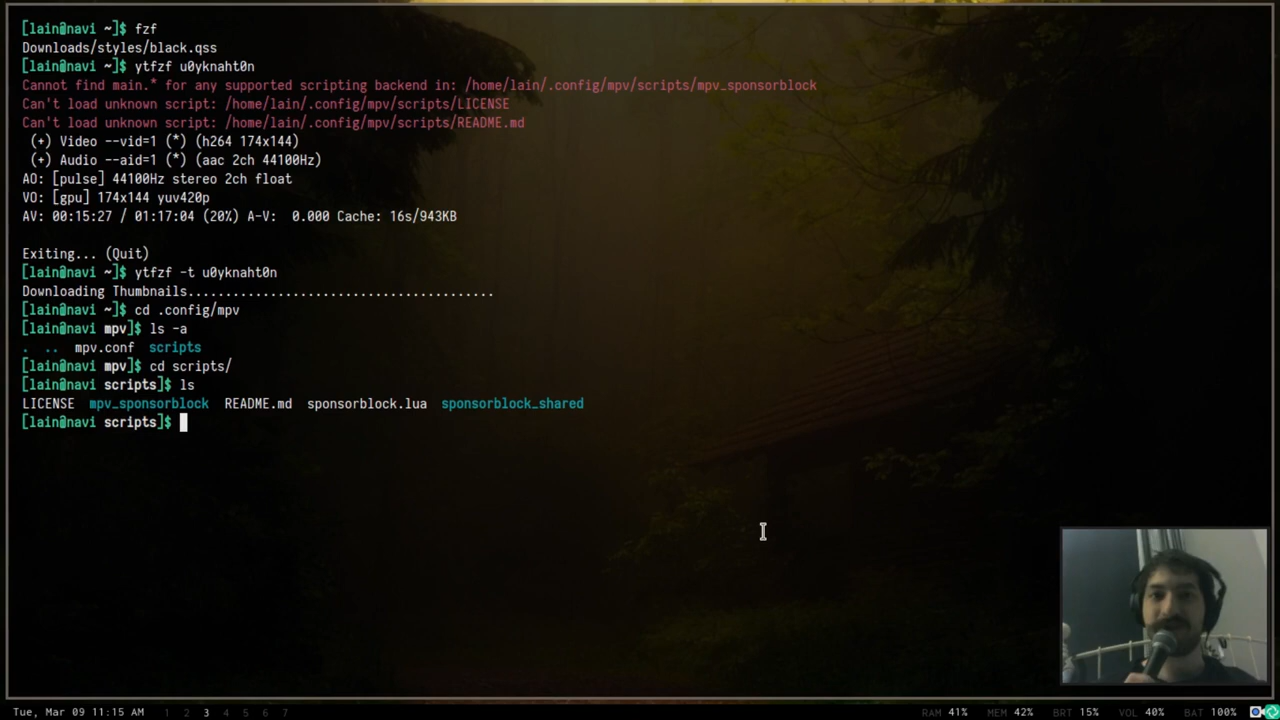 [lain@navi ~]$ fzf
Downloads/styles/black.qss
[lain@navi ~]$ ytfzf u0yknaht0n
Cannot find main.* for any supported scripting backend in: /home/lain/.config/mpv/scripts/mpv_sponsorblock
Can't load unknown script: /home/lain/.config/mpv/scripts/LICENSE
Can't load unknown script: /home/lain/.config/mpv/scripts/README.md
(+) Video --vid=1 (*) (h264 174x144)
(+) Audio --aid=1 (*) (aac 2ch 44100Hz)
AO: [pulse] 44100Hz stereo 2ch float
VO: [gpu] 174x144 yuv420p
AV: 00:15:27 / 01:17:04 (20%) A-V:  0.000 Cache: 16s/943KB
Exiting... (Quit)
[lain@navi ~]$ ytfzf -t u0yknaht0n
Downloading Thumbnails.........................................
[lain@navi ~]$ cd .config/mpv
[lain@navi mpv]$ ls -a
.  ..  mpv.conf  scripts
[lain@navi mpv]$ cd scripts/
[lain@navi scripts]$ ls
LICENSE  mpv_sponsorblock  README.md  sponsorblock.lua  sponsorblock_shared
[lain@navi scripts]$
Tue, Mar 09 11:15 AM  1  2  3  4  5  6  7  RAM 41%  MEM 42%  BRT 15%  VOL 40%  BAT 100%